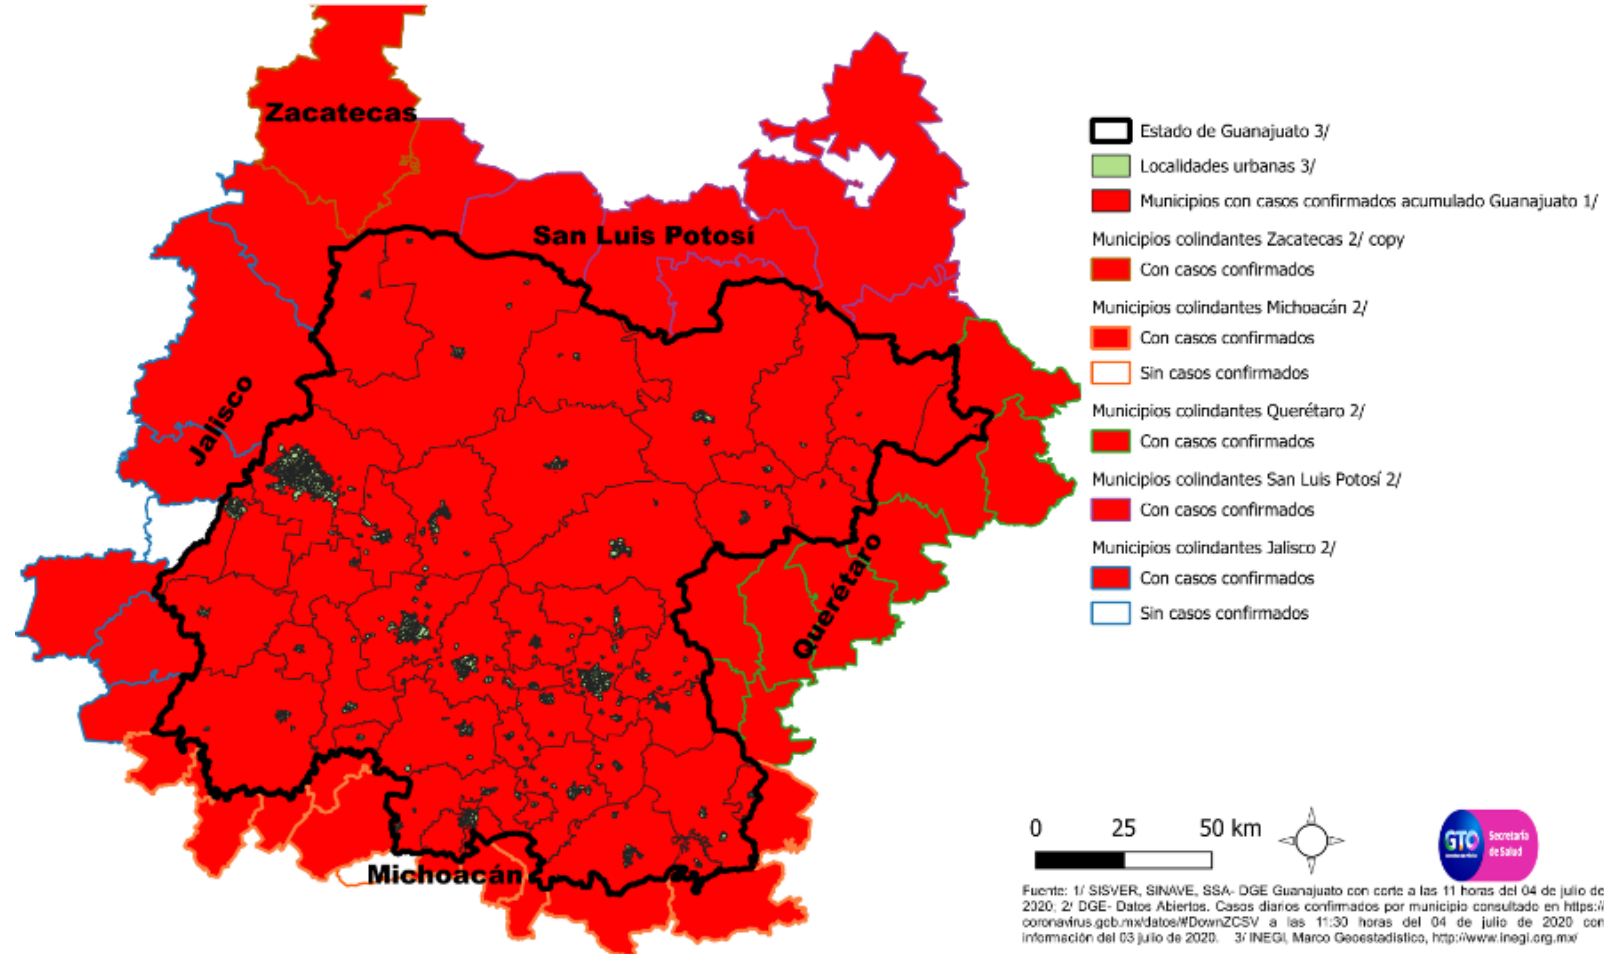 Zacatecas
San Luis Potosí
Jalisco
Querétaro
Michoacán
Estado de Guanajuato 3/
Localidades urbanas 3/
Municipios con casos confirmados acumulado Guanajuato 1/
Municipios colindantes Zacatecas 2/ copy
Con casos confirmados
Municipios colindantes Michoacán 2/
Con casos confirmados
Sin casos confirmados
Municipios colindantes Querétaro 2/
Con casos confirmados
Municipios colindantes San Luis Potosí 2/
Con casos confirmados
Municipios colindantes Jalisco 2/
Con casos confirmados
Sin casos confirmados
0 25 50 km
GTO
Secretaría
de Salud
Fuente: 1/ SISVER, SINAVE, SSA- DGE Guanajuato con corte a las 11 horas del 04 de julio de
2020; 2/ DGE- Datos Abiertos. Casos diarios confirmados por municipio consultado en https://
coronavirus.gob.mx/datos/#DownZCSV a las 11:30 horas del 04 de julio de 2020 con
información del 03 julio de 2020. 3/ INEGI, Marco Geoestadístico, http://www.inegi.org.mx/